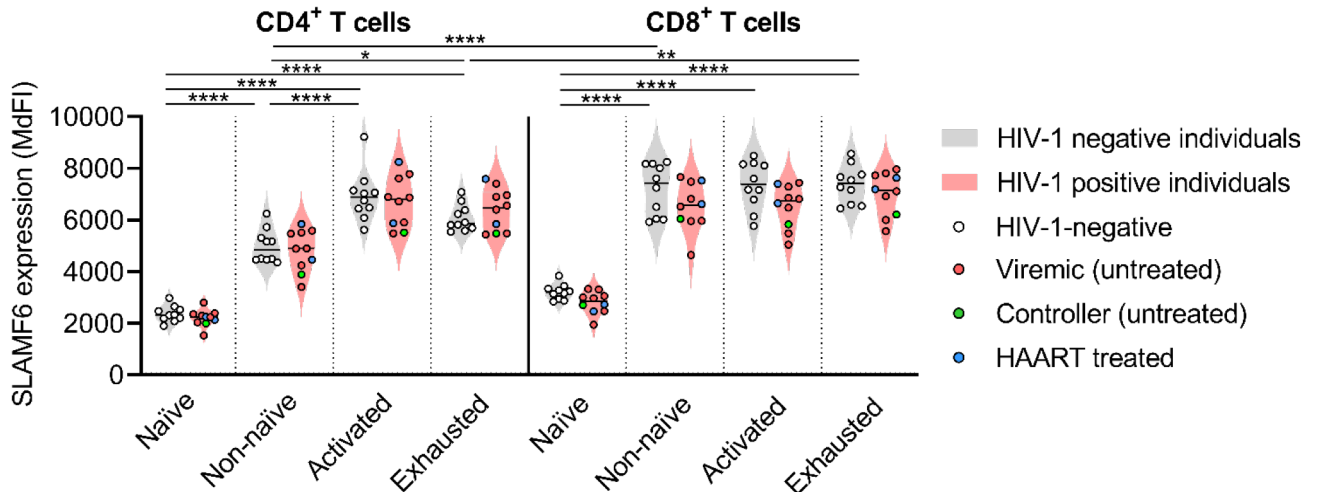 CD4+ T cells
CD8+ T cells
****
*
**
****
****
****
****
****
****
****
SLAMF6 expression (MdFI)
10000
8000
6000
4000
2000
0
Naïve
Non-naïve
Activated
Exhausted
Naïve
Non-naïve
Activated
Exhausted
HIV-1 negative individuals
HIV-1 positive individuals
HIV-1-negative
Viremic (untreated)
Controller (untreated)
HAART treated